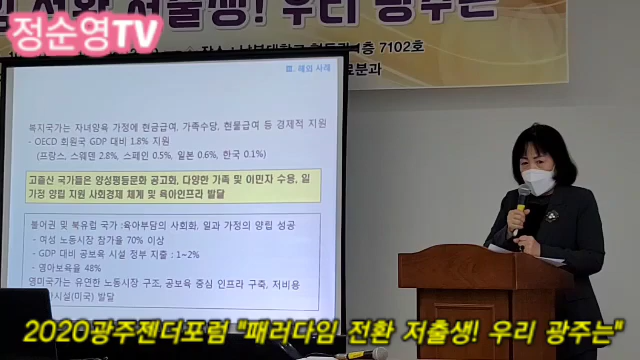 전환 저출생! 우리 광주는
정순영TV
1층 7102호
분과
Ⅲ. 해외 사례
복지국가는 자녀양육 가정에 현금급여, 가족수당, 현물급여 등 경제적 지원
- OECD 회원국 GDP 대비 1.8% 지원
(프랑스, 스웨덴 2.8%, 스페인 0.5%, 일본 0.6%, 한국 0.1%)
고출산 국가들은 양성평등문화 공고화, 다양한 가족 및 이민자 수용, 일
가정 양립 지원 사회경제 체계 및 육아인프라 발달
불어권 및 북유럽 국가 :육아부담의 사회화, 일과 가정의 양립 성공
- 여성 노동시장 참가율 70% 이상
- GDP 대비 공보육 시설 정부 지출 : 1~2%
- 영아보육율 48%
영미국가는 유연한 노동시장 구조, 공보육 중심 인프라 구축, 저비용
시설(미국) 발달
2020광주젠더포럼 "패러다임 전환 저출생! 우리 광주는"